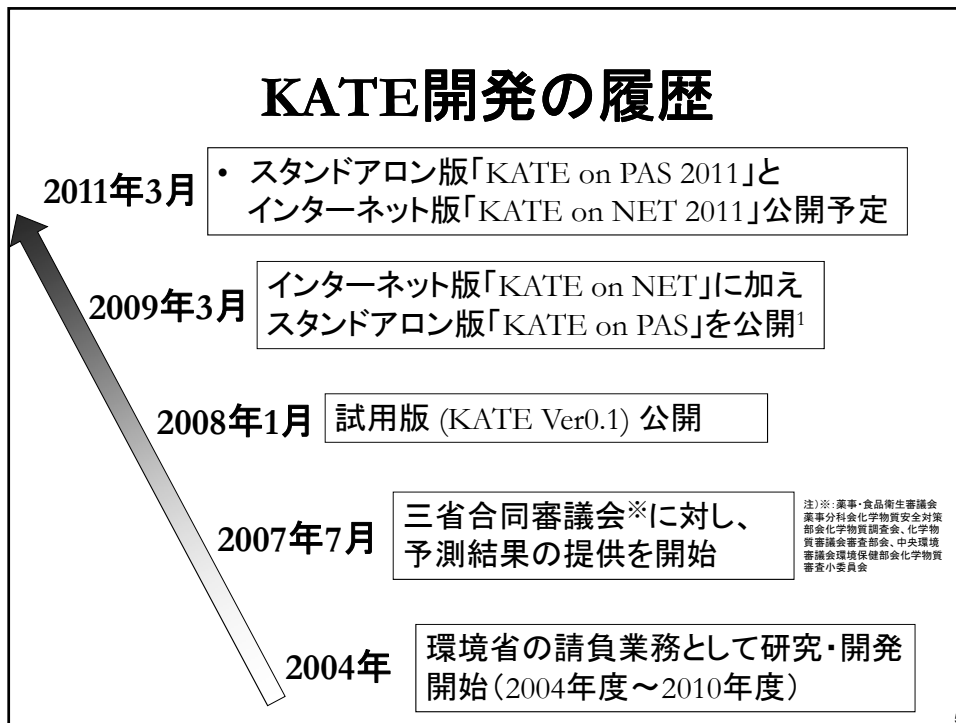 KATE開発の履歴
2011年3月
• スタンドアロン版「KATE on PAS 2011」と
インターネット版「KATE on NET 2011」公開予定
2009年3月
インターネット版「KATE on NET」に加え
スタンドアロン版「KATE on PAS」を公開1
2008年1月
試用版 (KATE Ver0.1) 公開
2007年7月
三省合同審議会※に対し、
予測結果の提供を開始
注)※:薬事・食品衛生審議会
薬事分科会化学物質安全対策
部会化学物質調査会、化学物
質審議会審査部会、中央環境
審議会環境保健部会化学物質
審査小委員会
2004年
環境省の請負業務として研究・開発
開始(2004年度～2010年度)